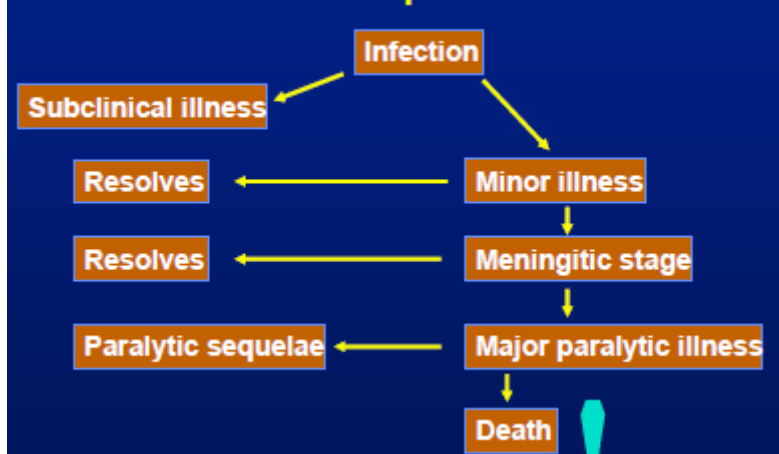 Infection
Subclinical illness
Resolves
Minor illness
Resolves
Meningitic stage
Paralytic sequelae
Major paralytic illness
Death